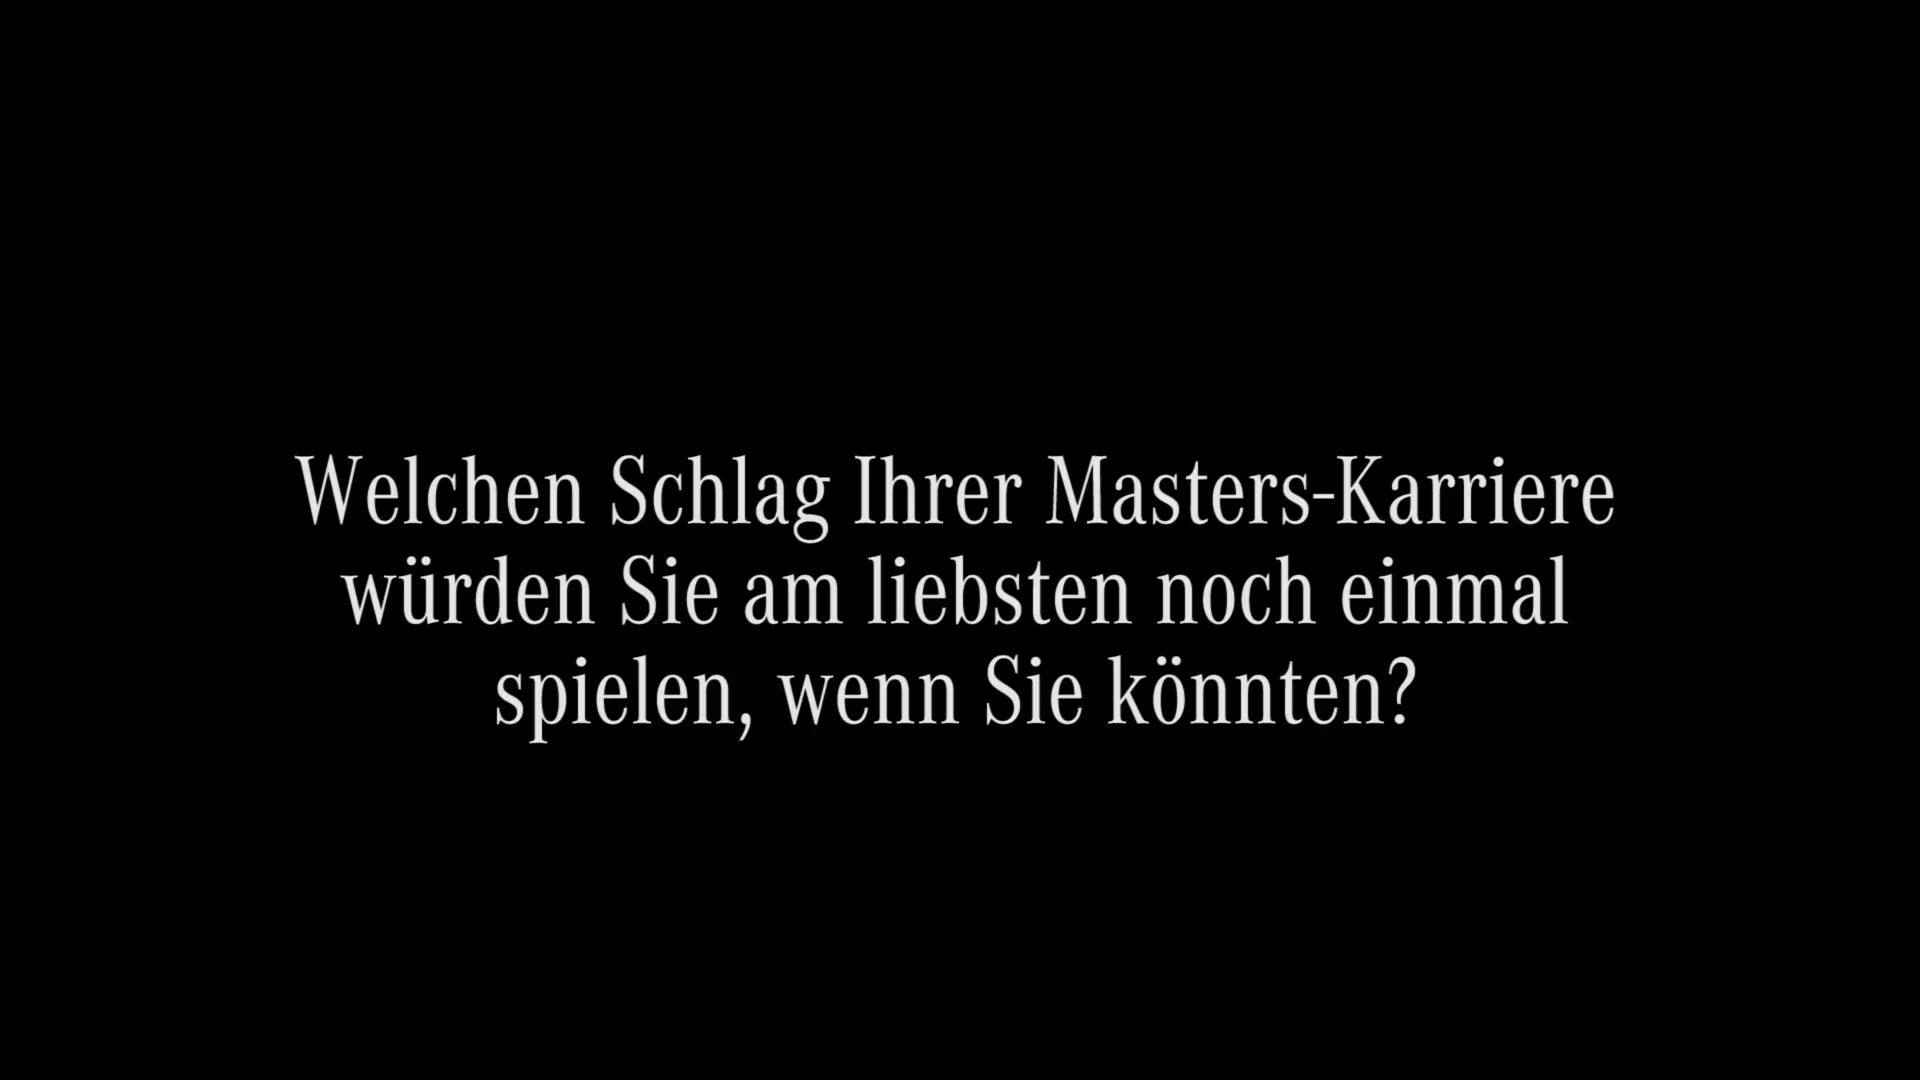 Welchen Schlag Ihrer Masters-Karriere
würden Sie am liebsten noch einmal
spielen, wenn Sie könnten?